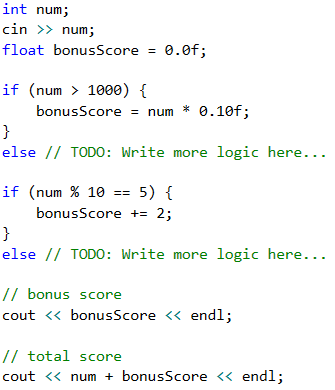 int num;
cin >> num;
float bonusScore = 0.0f;
if (num > 1000) {
    bonusScore = num * 0.10f;
}
else // TODO: Write more logic here...
if (num % 10 == 5) {
    bonusScore += 2;
}
else // TODO: Write more logic here...
// bonus score
cout << bonusScore << endl;
// total score
cout << num + bonusScore << endl;